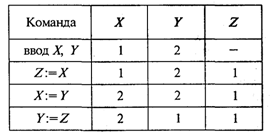 Команда X Y Z
ввод X, Y 1 2 –
Z:=X 1 2 1
X:=Y 2 2 1
Y:=Z 2 1 1